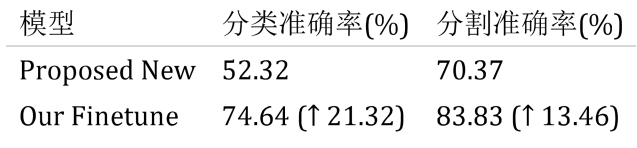 模型 分类准确率(%) 分割准确率(%)
Proposed New 52.32 70.37
Our Finetune 74.64 (↑ 21.32) 83.83 (↑ 13.46)